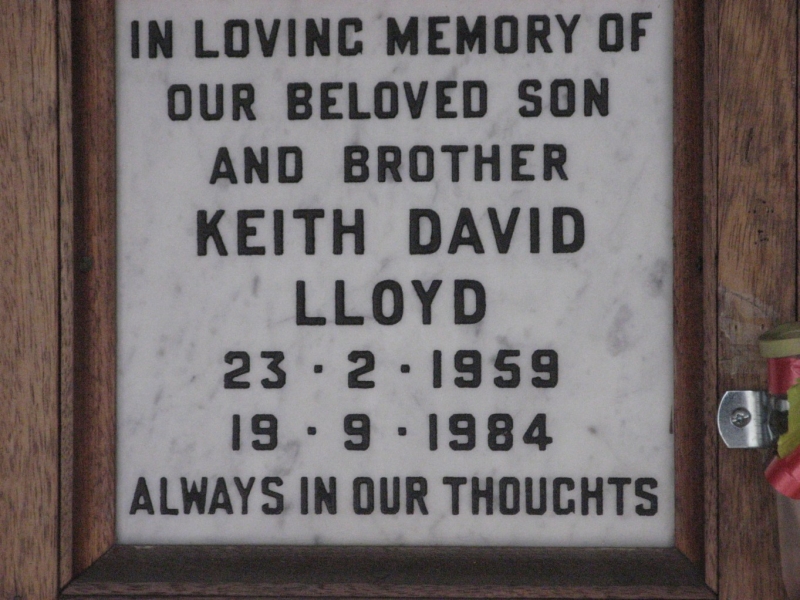 IN LOVING MEMORY OF
OUR BELOVED SON
AND BROTHER
KEITH DAVID
LLOYD
23 · 2 · 1959
19 · 9 · 1984
ALWAYS IN OUR THOUGHTS